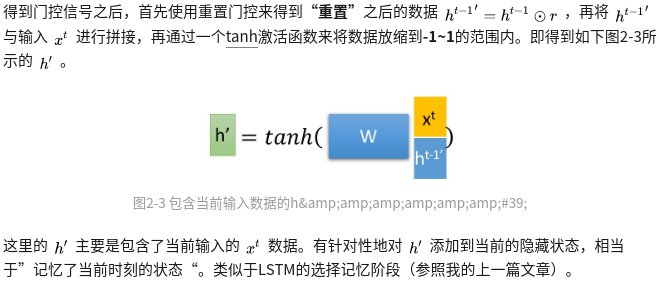 得到门控信号之后，首先使用重置门控来得到“重置”之后的数据 hᵗ⁻¹′ = hᵗ⁻¹ ⊙ r ，再将 hᵗ⁻¹′
与输入 xᵗ 进行拼接，再通过一个tanh激活函数来将数据放缩到-1~1的范围内。即得到如下图2-3所
示的 h′ 。
h′ = tanh( W xᵗ )
hᵗ⁻¹′
图2-3 包含当前输入数据的h&amp;amp;amp;amp;amp;amp;#39;
这里的 h′ 主要是包含了当前输入的 xᵗ 数据。有针对性地对 h′ 添加到当前的隐藏状态，相当
于”记忆了当前时刻的状态“。类似于LSTM的选择记忆阶段（参照我的上一篇文章）。